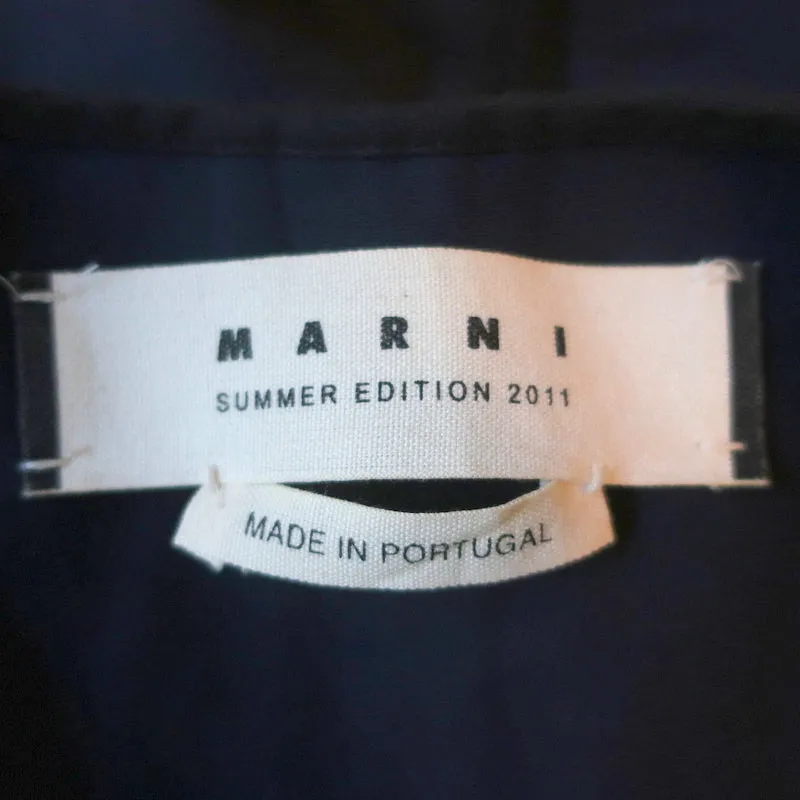 MARNI
SUMMER EDITION 2011
MADE IN PORTUGAL